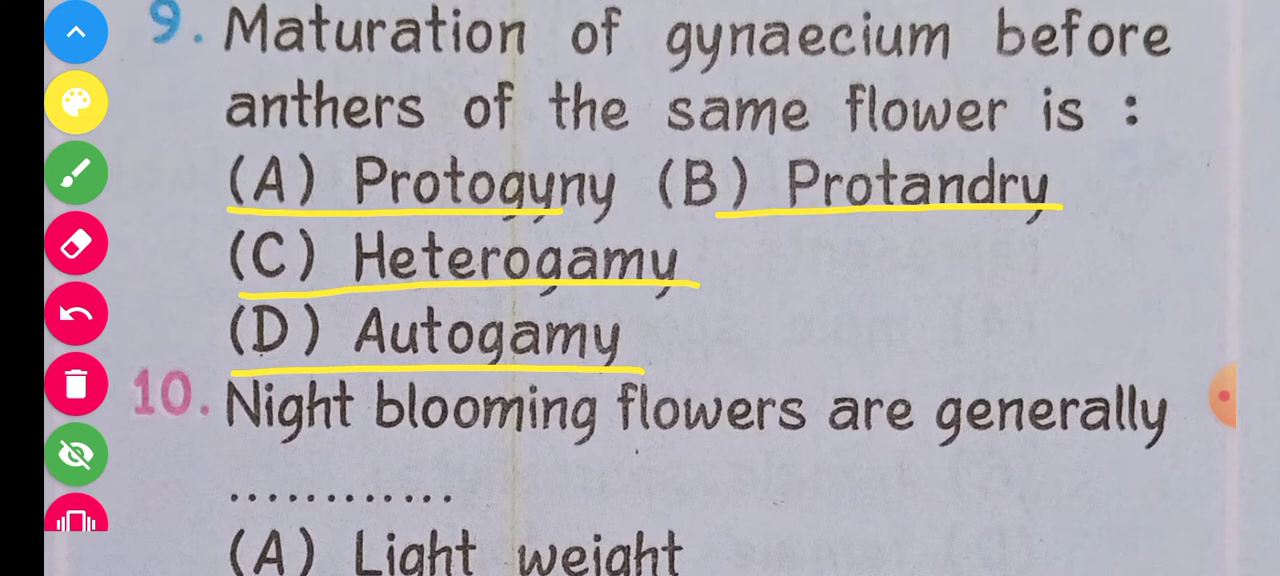 9. Maturation of gynaecium before
anthers of the same flower is :
(A) Protogyny (B) Protandry
(C) Heterogamy
(D) Autogamy
10. Night blooming flowers are generally
............
(A) Light weight